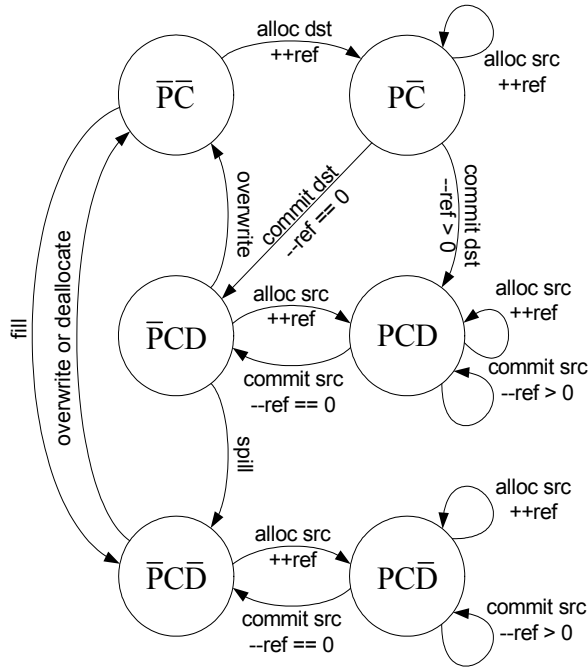 alloc dst
++ref
alloc src
++ref
P̅C̅
PC̅
commit dst
--ref == 0
commit dst
--ref > 0
overwrite
fill
overwrite or deallocate
alloc src
++ref
alloc src
++ref
P̅CD
PCD
commit src
--ref == 0
commit src
--ref > 0
spill
alloc src
++ref
alloc src
++ref
P̅CD̅
PCD̅
commit src
--ref == 0
commit src
--ref > 0